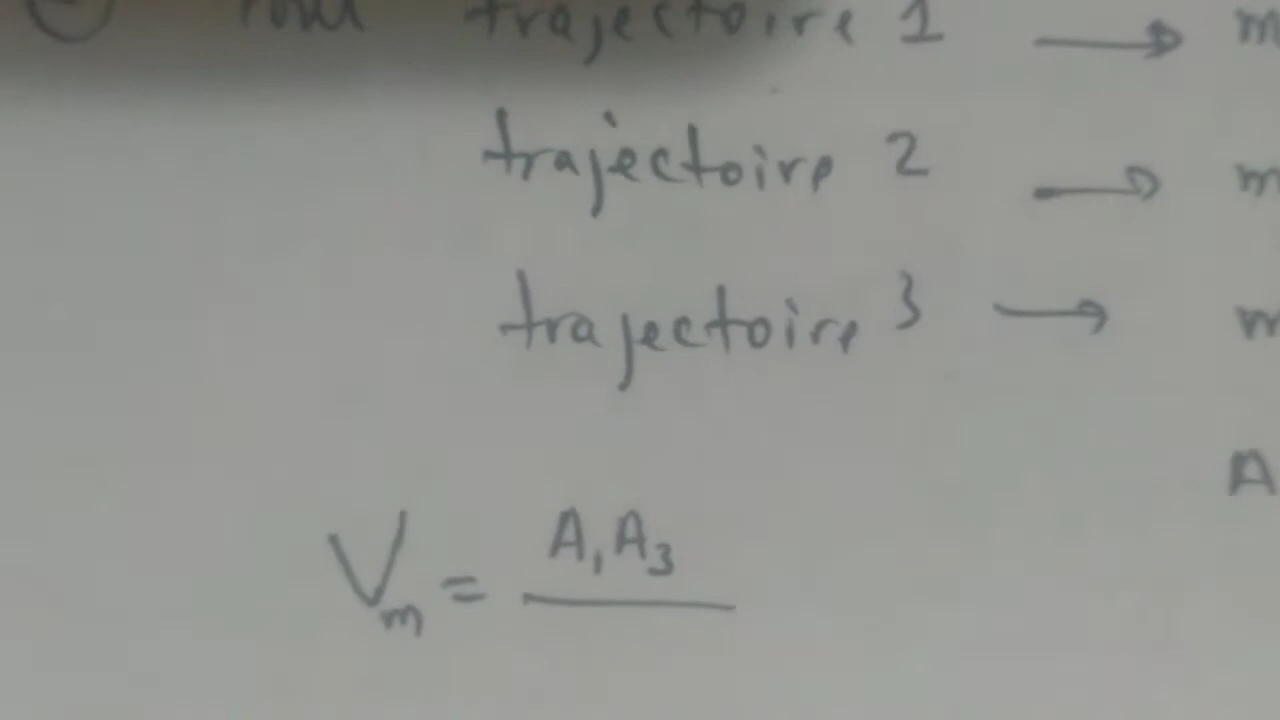 trajectoire 1 → m
trajectoire 2 → m
trajectoire 3 → m
A
Vm = A1A3